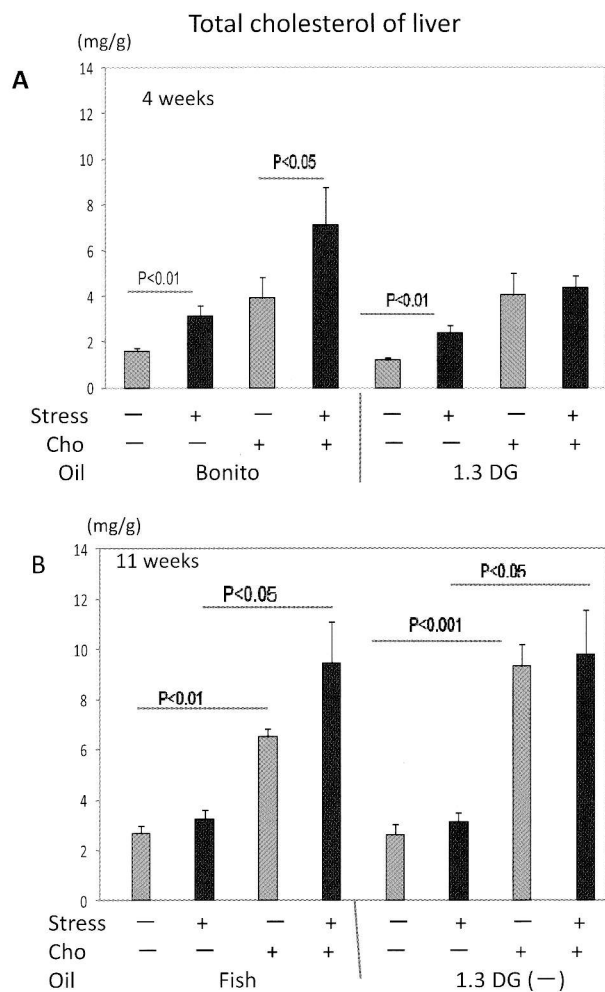 Total cholesterol of liver
(mg/g)
A
4 weeks
14
12
10
8
6
4
2
0
P<0.01
P<0.05
P<0.01
Stress — + — + — + — +
Cho — — + + — — + +
Oil Bonito 1.3 DG
(mg/g)
B
11 weeks
14
12
10
8
6
4
2
0
P<0.01
P<0.05
P<0.001
P<0.05
Stress — + — + — + — +
Cho — — + + — — + +
Oil Fish 1.3 DG (—)